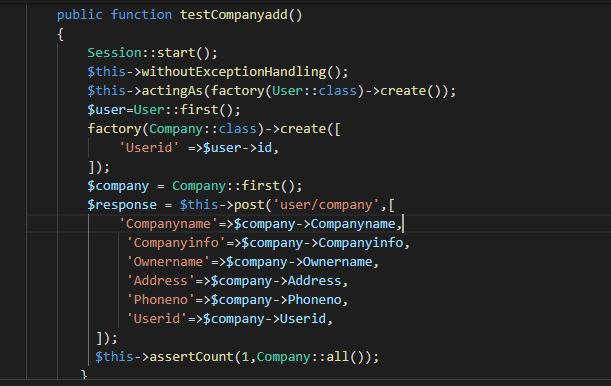 public function testCompanyadd()
{
Session::start();
$this->withoutExceptionHandling();
$this->actingAs(factory(User::class)->create());
$user=User::first();
factory(Company::class)->create([
'Userid' =>$user->id,
]);
$company = Company::first();
$response = $this->post('user/company',[
'Companyname'=>$company->Companyname,
'Companyinfo'=>$company->Companyinfo,
'Ownername'=>$company->Ownername,
'Address'=>$company->Address,
'Phoneno'=>$company->Phoneno,
'Userid'=>$company->Userid,
]);
$this->assertCount(1,Company::all());
}